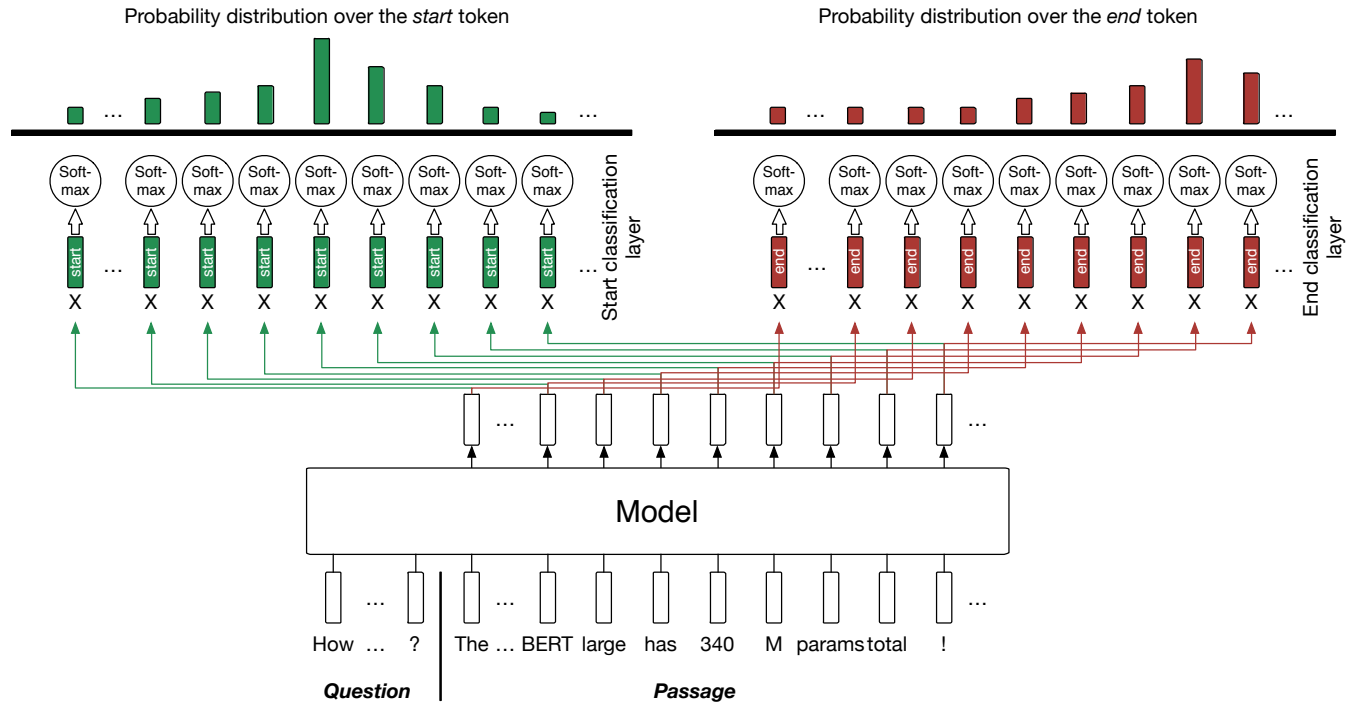 Probability distribution over the start token
Probability distribution over the end token
... ...
... ...
Soft-max Soft-max Soft-max Soft-max Soft-max Soft-max Soft-max Soft-max Soft-max
Soft-max Soft-max Soft-max Soft-max Soft-max Soft-max Soft-max Soft-max Soft-max
start ... start start start start start start start start ...
Start classification
layer
end ... end end end end end end end end ...
End classification
layer
X X X X X X X X X
X X X X X X X X X
... ...
Model
... ... ...
How ... ? The ... BERT large has 340 M params total !
Question Passage